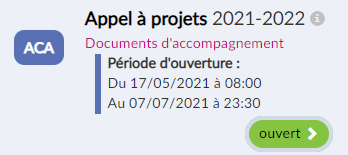 Appel à projets 2021-2022
ACA
Documents d'accompagnement
Période d'ouverture :
Du 17/05/2021 à 08:00
Au 07/07/2021 à 23:30
ouvert